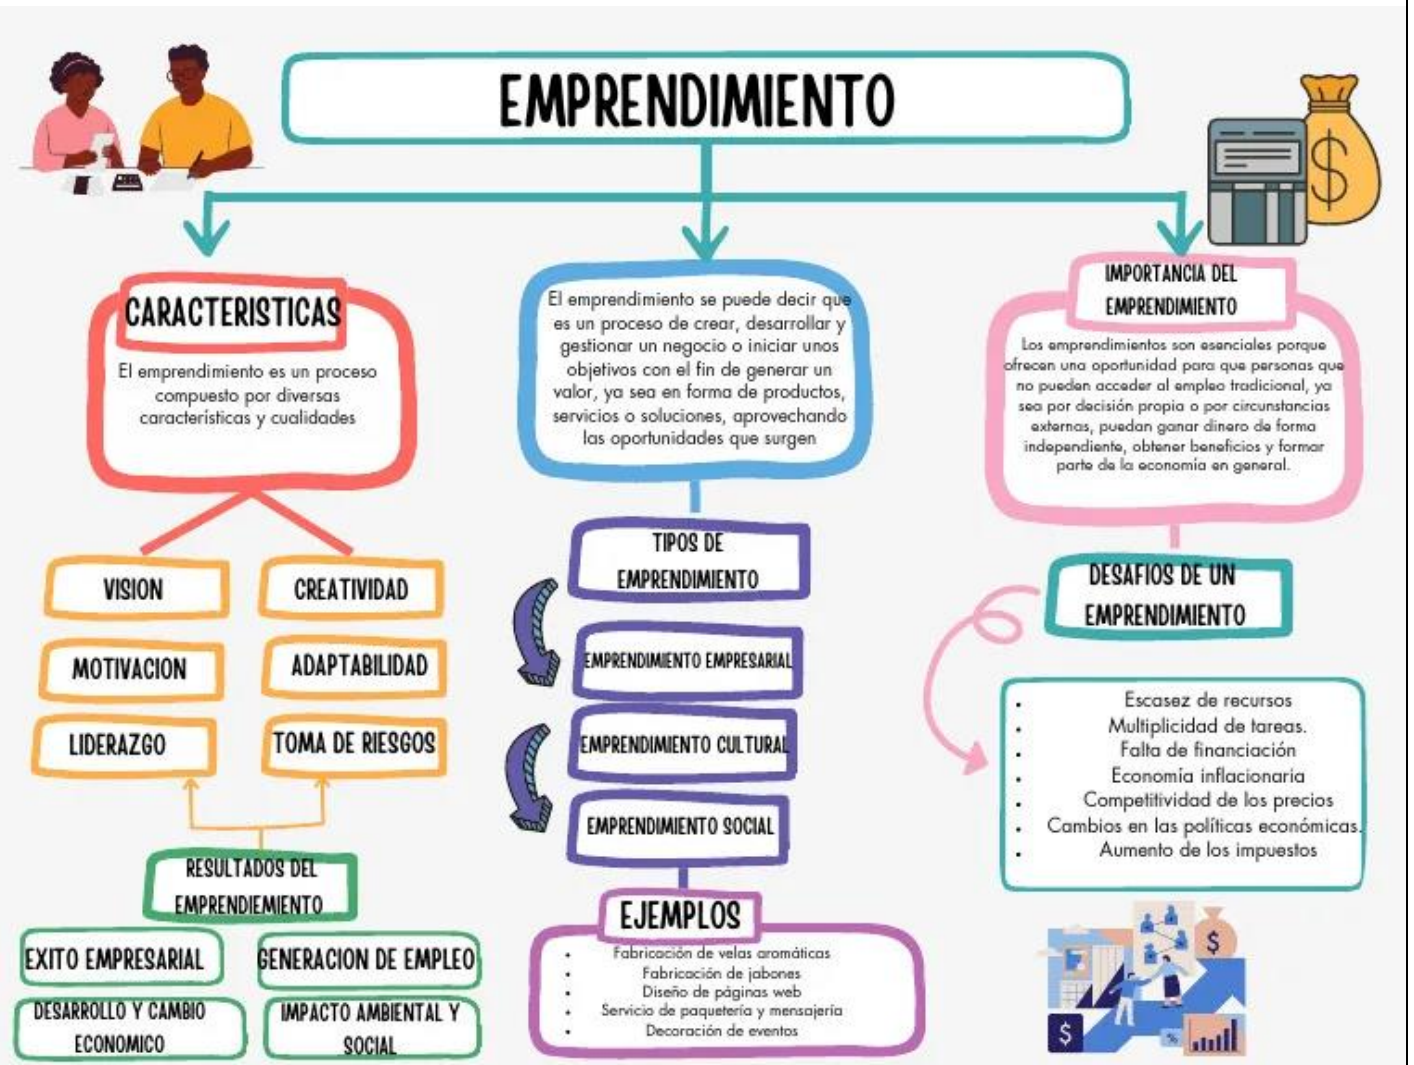 EMPRENDIMIENTO
CARACTERISTICAS
El emprendimiento es un proceso
compuesto por diversas
características y cualidades
VISION
CREATIVIDAD
MOTIVACION
ADAPTABILIDAD
LIDERAZGO
TOMA DE RIESGOS
RESULTADOS DEL
EMPRENDIEMIENTO
EXITO EMPRESARIAL
GENERACION DE EMPLEO
DESARROLLO Y CAMBIO
ECONOMICO
IMPACTO AMBIENTAL Y
SOCIAL
El emprendimiento se puede decir que
es un proceso de crear, desarrollar y
gestionar un negocio o iniciar unos
objetivos con el fin de generar un
valor, ya sea en forma de productos,
servicios o soluciones, aprovechando
las oportunidades que surgen
TIPOS DE
EMPRENDIMIENTO
EMPRENDIMIENTO EMPRESARIAL
EMPRENDIMIENTO CULTURAL
EMPRENDIMIENTO SOCIAL
EJEMPLOS
• Fabricación de velas aromáticas
• Fabricación de jabones
• Diseño de páginas web
• Servicio de paquetería y mensajería
• Decoración de eventos
$
IMPORTANCIA DEL
EMPRENDIMIENTO
Los emprendimientos son esenciales porque
ofrecen una oportunidad para que personas que
no pueden acceder al empleo tradicional, ya
sea por decisión propia o por circunstancias
externas, puedan ganar dinero de forma
independiente, obtener beneficios y formar
parte de la economía en general.
DESAFIOS DE UN
EMPRENDIMIENTO
• Escasez de recursos
• Multiplicidad de tareas.
• Falta de financiación
• Economía inflacionaria
• Competitividad de los precios
• Cambios en las políticas económicas.
• Aumento de los impuestos
$
$
%